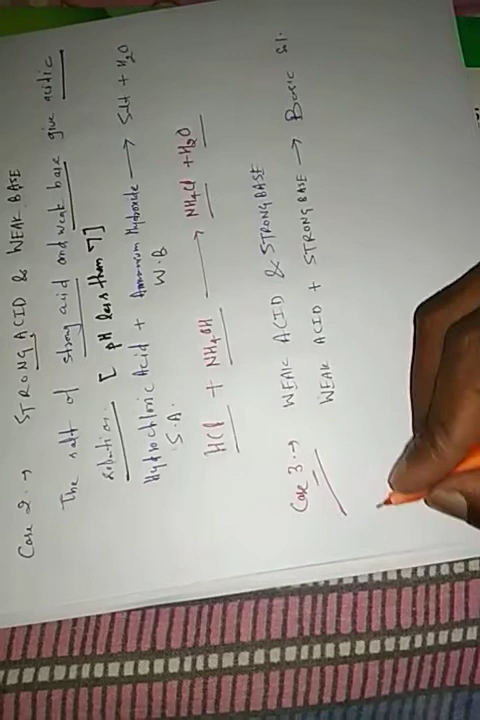 Case 2. → STRONG ACID & WEAK BASE
The salt of strong acid and weak base give acidic
solution. [ pH less than 7]
Hydrochloric Acid + Ammonium Hydroxide → Salt + H2O
S.A. W.B
HCl + NH4OH → NH4Cl + H2O
Case 3. → WEAK ACID & STRONG BASE
WEAK ACID + STRONG BASE → Basic Sol.